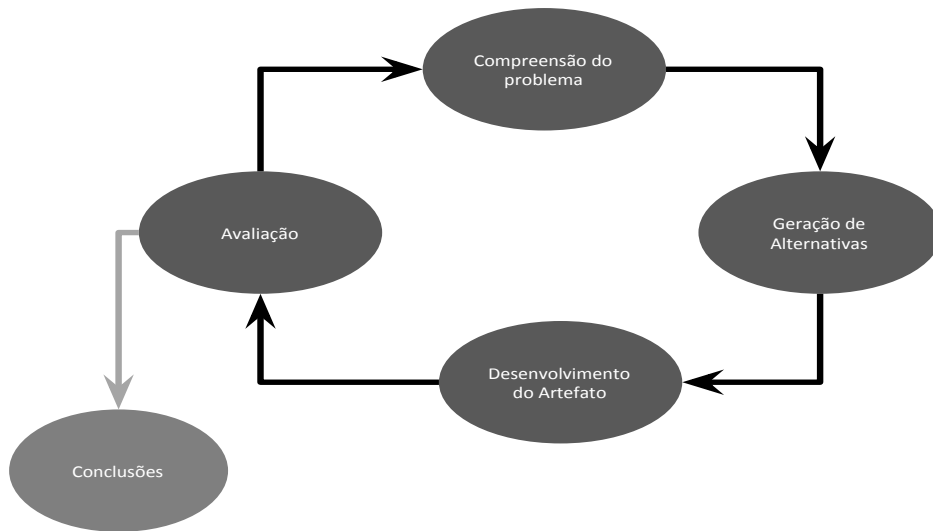 Compreensão do
problema
Geração de
Alternativas
Avaliação
Desenvolvimento
do Artefato
Conclusões